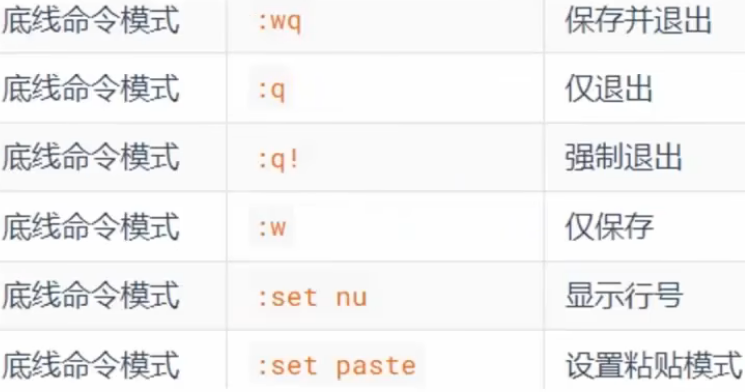 底线命令模式 :wq 保存并退出
底线命令模式 :q 仅退出
底线命令模式 :q! 强制退出
底线命令模式 :w 仅保存
底线命令模式 :set nu 显示行号
底线命令模式 :set paste 设置粘贴模式